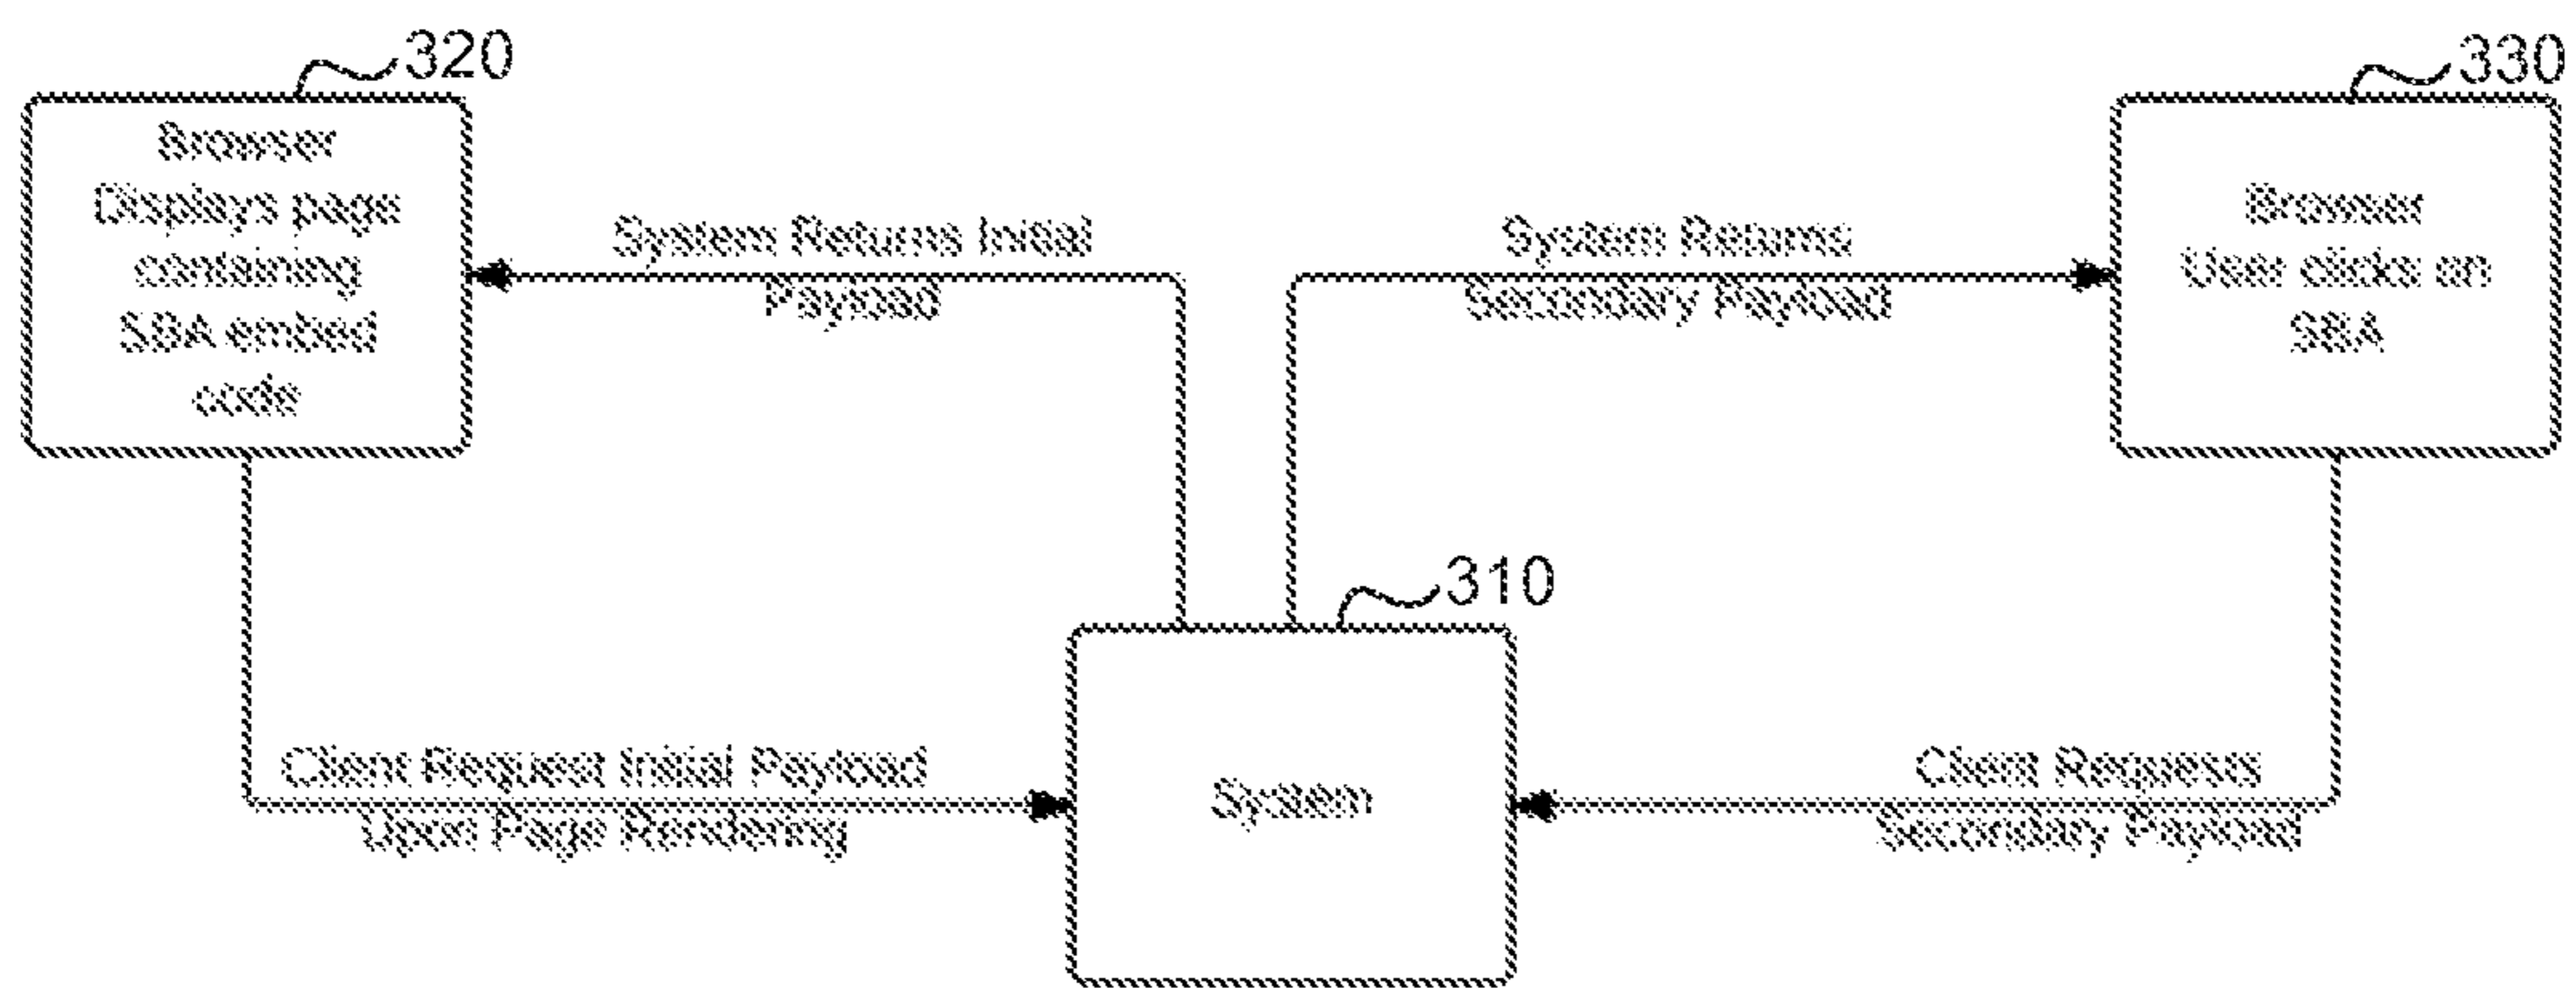 320
Browser
Displays page
containing
SBA embed
code
System Returns Initial
Payload
System Returns
Secondary Payload
330
Browser
User clicks on
SBA
310
System
Client Request Initial Payload
Upon Page Rendering
Client Requests
Secondary Payload